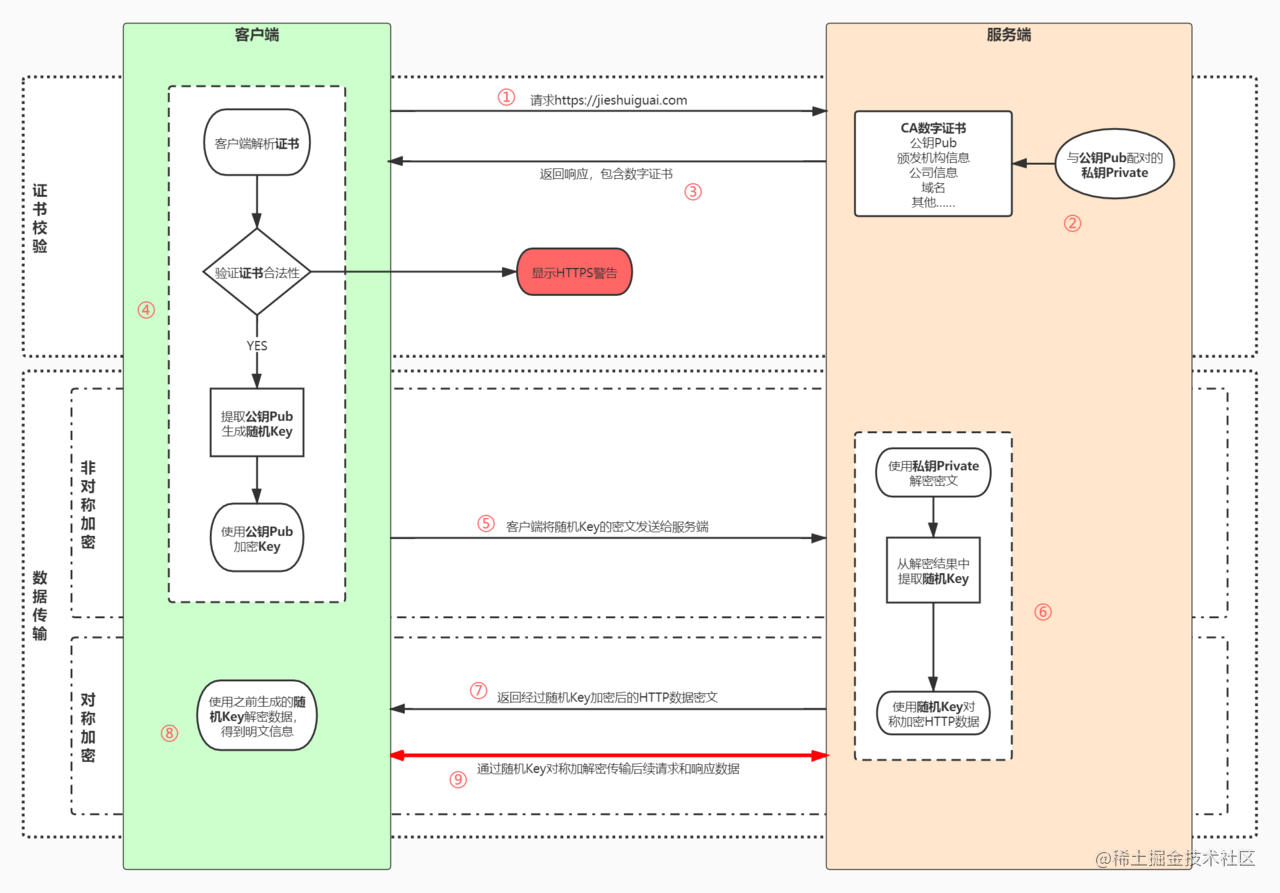 客户端
服务端
证书校验
① 请求https://jieshuiguai.com
客户端解析证书
CA数字证书
公钥Pub
颁发机构信息
公司信息
域名
其他……
与公钥Pub配对的
私钥Private
②
返回响应，包含数字证书
③
验证证书合法性
显示HTTPS警告
④
YES
数据传输
非对称加密
提取公钥Pub
生成随机Key
使用公钥Pub
加密Key
⑤ 客户端将随机Key的密文发送给服务端
使用私钥Private
解密密文
从解密结果中
提取随机Key
⑥
对称加密
使用之前生成的随
机Key解密数据，
得到明文信息
⑧
⑦ 返回经过随机Key加密后的HTTP数据密文
使用随机Key对
称加密HTTP数据
通过随机Key对称加解密传输后续请求和响应数据
⑨
@稀土掘金技术社区